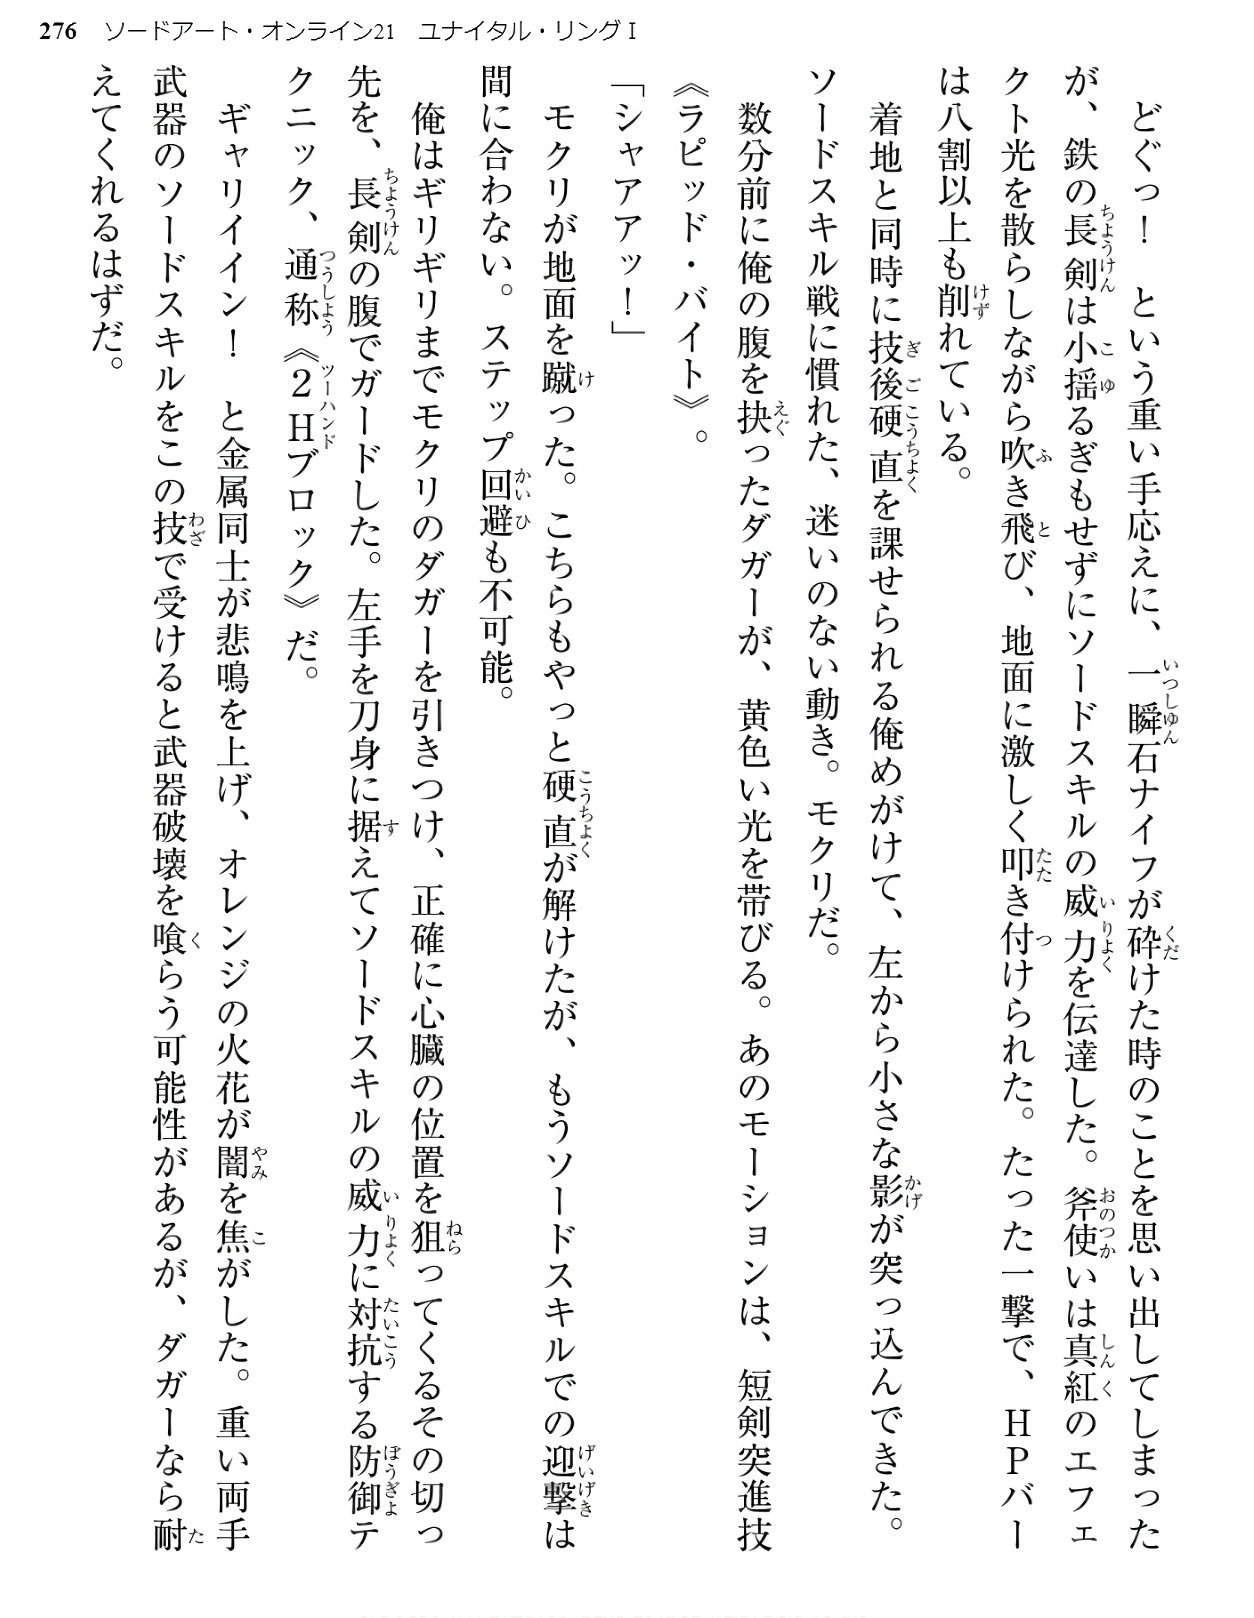 276 ソードアート・オンライン21 ユナイタル・リングⅠ
　どぐっ！　という重い手応えに、一瞬石ナイフが砕けた時のことを思い出してしまった
が、鉄の長剣は小揺るぎもせずにソードスキルの威力を伝達した。斧使いは真紅のエフェ
クト光を散らしながら吹き飛び、地面に激しく叩き付けられた。たった一撃で、ＨＰバー
は八割以上も削れている。
　着地と同時に技後硬直を課せられる俺めがけて、左から小さな影が突っ込んできた。
ソードスキル戦に慣れた、迷いのない動き。モクリだ。
　数分前に俺の腹を抉ったダガーが、黄色い光を帯びる。あのモーションは、短剣突進技
《ラピッド・バイト》。
「シャアアッ！」
　モクリが地面を蹴った。こちらもやっと硬直が解けたが、もうソードスキルでの迎撃は
間に合わない。ステップ回避も不可能。
　俺はギリギリまでモクリのダガーを引きつけ、正確に心臓の位置を狙ってくるその切っ
先を、長剣の腹でガードした。左手を刀身に据えてソードスキルの威力に対抗する防御テ
クニック、通称《２Ｈブロック》だ。
　ギャリイイン！　と金属同士が悲鳴を上げ、オレンジの火花が闇を焦がした。重い両手
武器のソードスキルをこの技で受けると武器破壊を喰らう可能性があるが、ダガーなら耐
えてくれるはずだ。